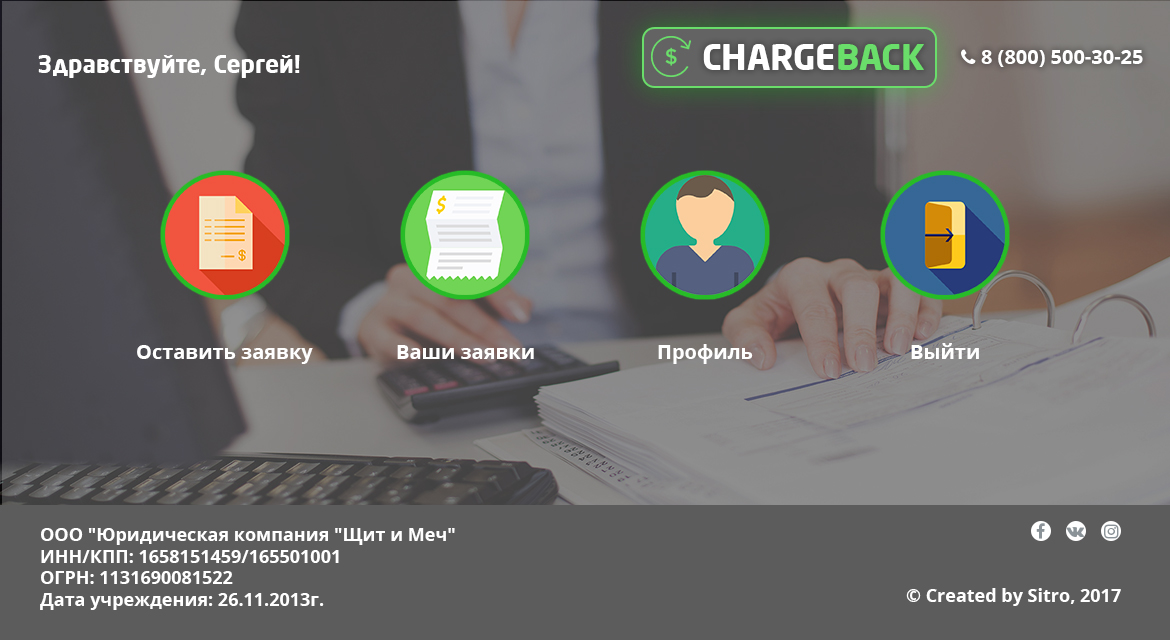 Здравствуйте, Сергей!
$ CHARGEBACK
8 (800) 500-30-25
$
$
Оставить заявку
Ваши заявки
Профиль
Выйти
ООО "Юридическая компания "Щит и Меч"
ИНН/КПП: 1658151459/165501001
ОГРН: 1131690081522
Дата учреждения: 26.11.2013г.
© Created by Sitro, 2017